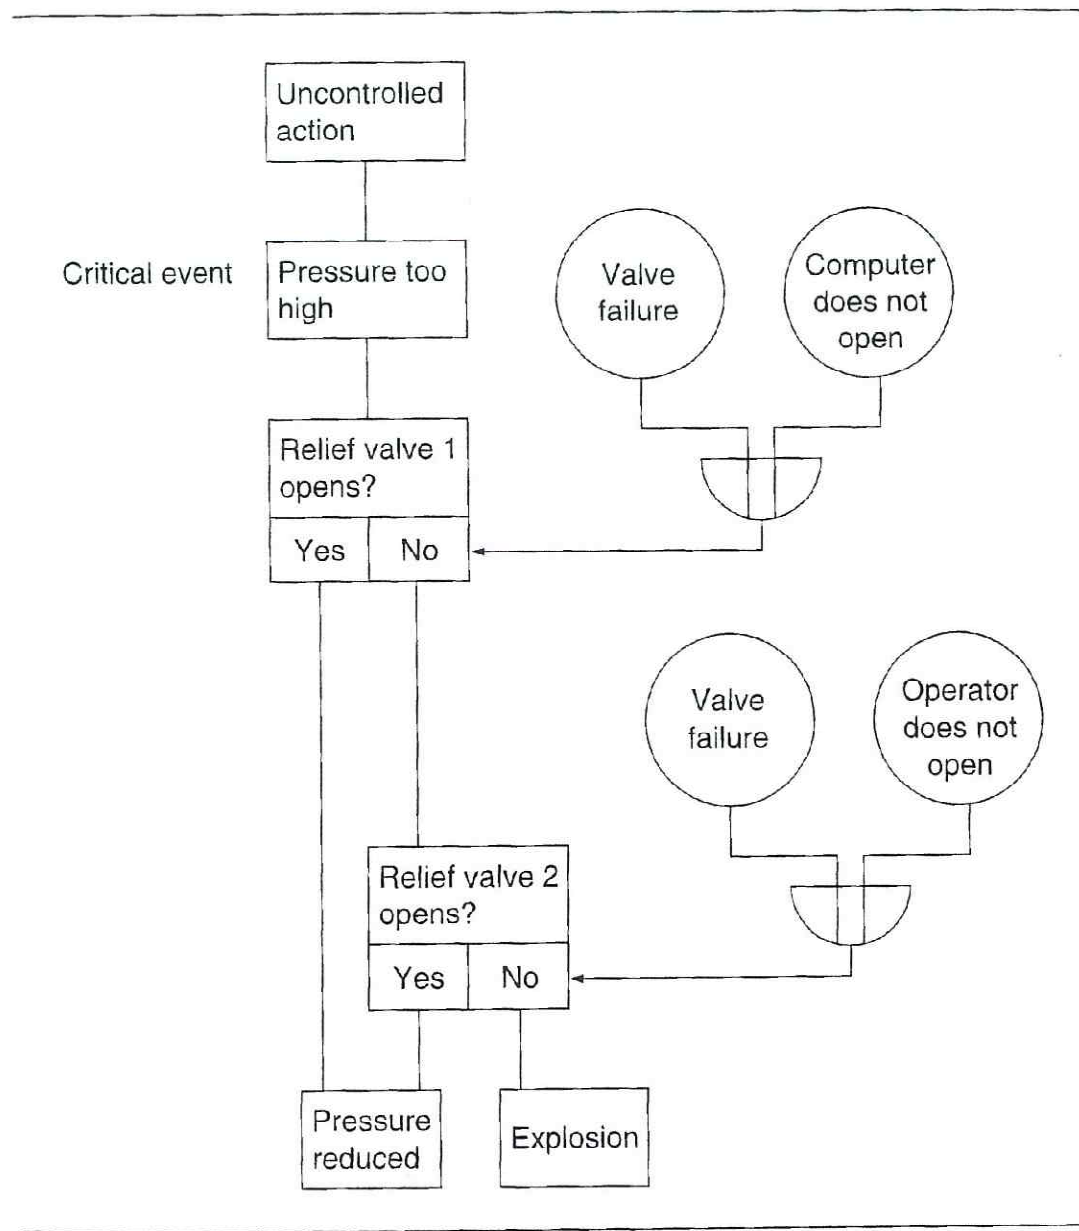 Uncontrolled
action
Critical event
Pressure too
high
Valve
failure
Computer
does not
open
Relief valve 1
opens?
Yes
No
Valve
failure
Operator
does not
open
Relief valve 2
opens?
Yes
No
Pressure
reduced
Explosion